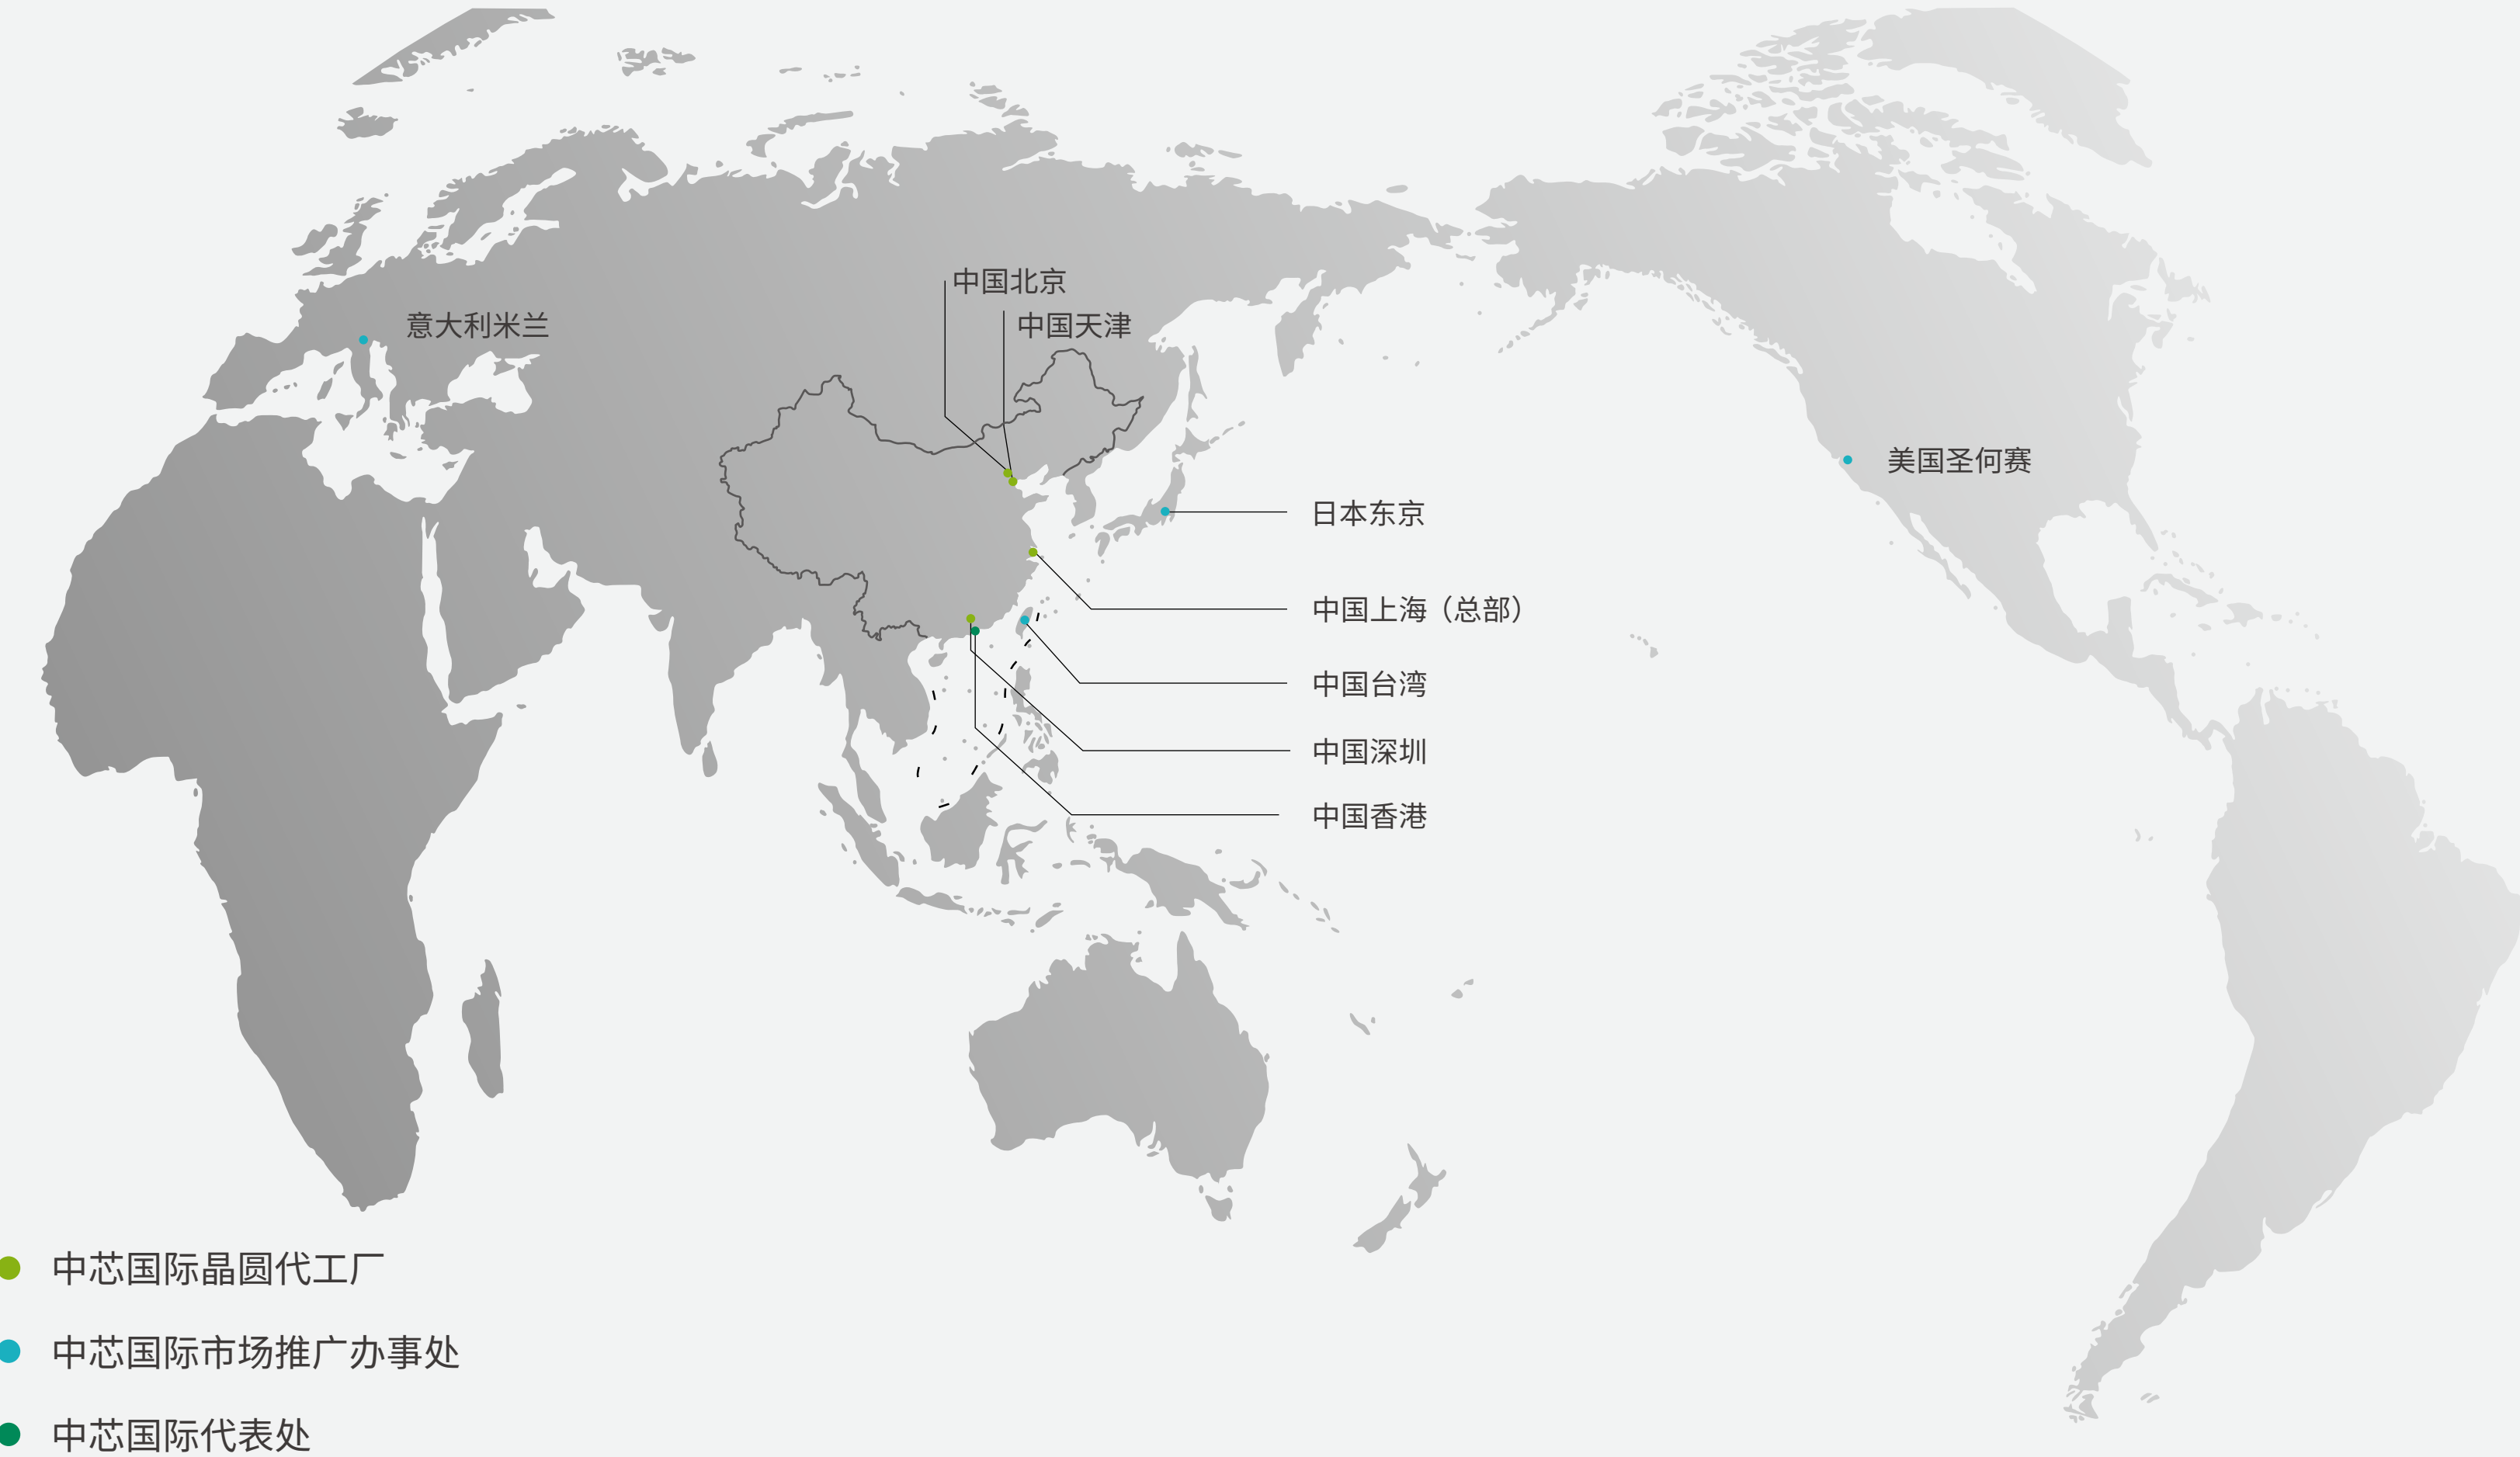 中国北京
意大利米兰
中国天津
美国圣何赛
日本东京
中国上海（总部）
中国台湾
中国深圳
中国香港
中芯国际晶圆代工厂
中芯国际市场推广办事处
中芯国际代表处